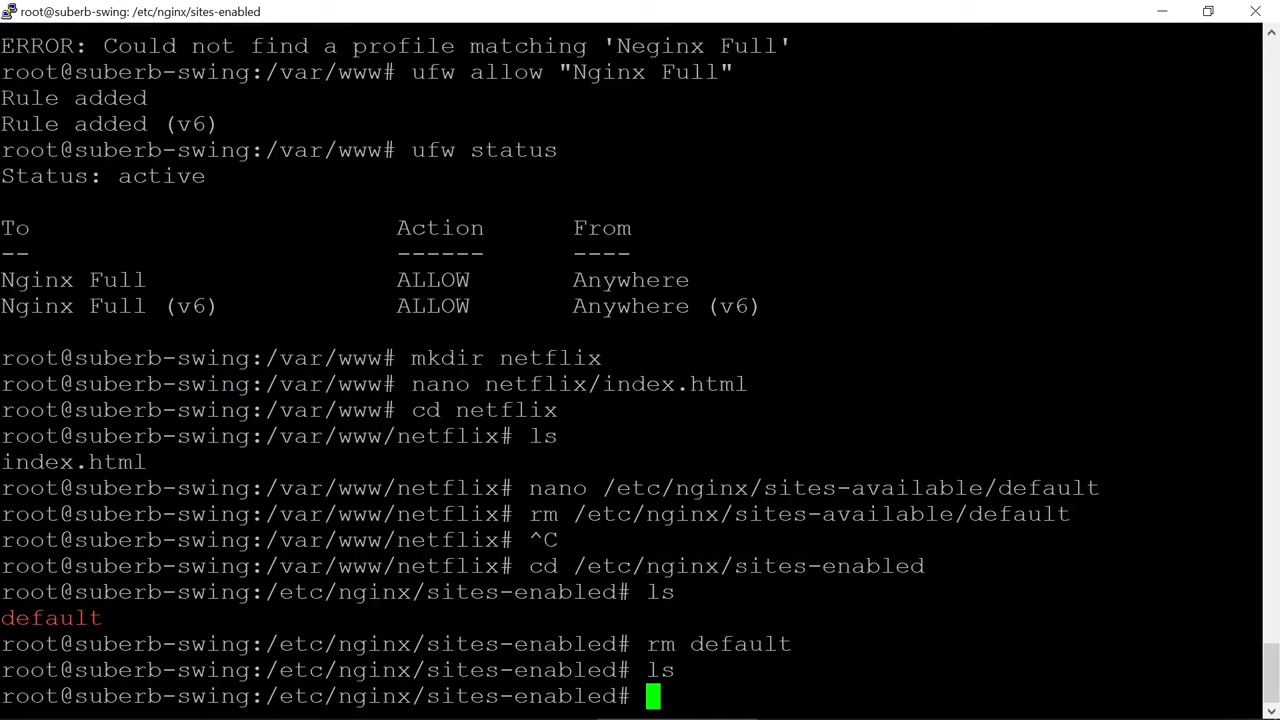 root@suberb-swing: /etc/nginx/sites-enabled
ERROR: Could not find a profile matching 'Neginx Full'
root@suberb-swing:/var/www# ufw allow "Nginx Full"
Rule added
Rule added (v6)
root@suberb-swing:/var/www# ufw status
Status: active
To Action From
-- ------ ----
Nginx Full ALLOW Anywhere
Nginx Full (v6) ALLOW Anywhere (v6)
root@suberb-swing:/var/www# mkdir netflix
root@suberb-swing:/var/www# nano netflix/index.html
root@suberb-swing:/var/www# cd netflix
root@suberb-swing:/var/www/netflix# ls
index.html
root@suberb-swing:/var/www/netflix# nano /etc/nginx/sites-available/default
root@suberb-swing:/var/www/netflix# rm /etc/nginx/sites-available/default
root@suberb-swing:/var/www/netflix# ^C
root@suberb-swing:/var/www/netflix# cd /etc/nginx/sites-enabled
root@suberb-swing:/etc/nginx/sites-enabled# ls
default
root@suberb-swing:/etc/nginx/sites-enabled# rm default
root@suberb-swing:/etc/nginx/sites-enabled# ls
root@suberb-swing:/etc/nginx/sites-enabled#